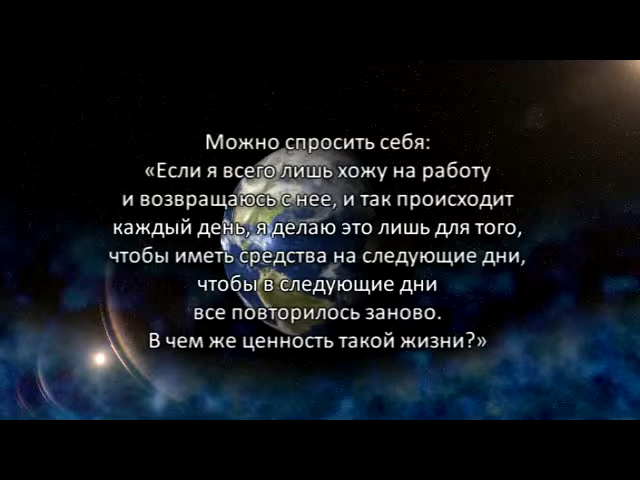 Можно спросить себя:
«Если я всего лишь хожу на работу
и возвращаюсь с нее, и так происходит
каждый день, я делаю это лишь для того,
чтобы иметь средства на следующие дни,
чтобы в следующие дни
все повторилось заново.
В чем же ценность такой жизни?»